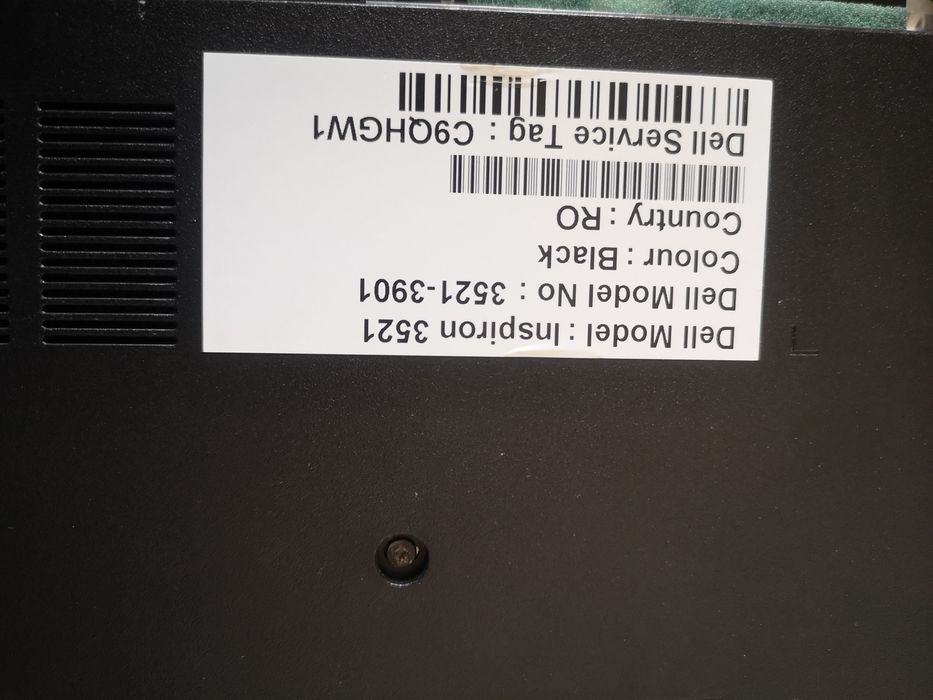 Dell Model : Inspiron 3521
Dell Model No : 3521-3901
Colour : Black
Country : RO
Dell Service Tag : C9QHGW1